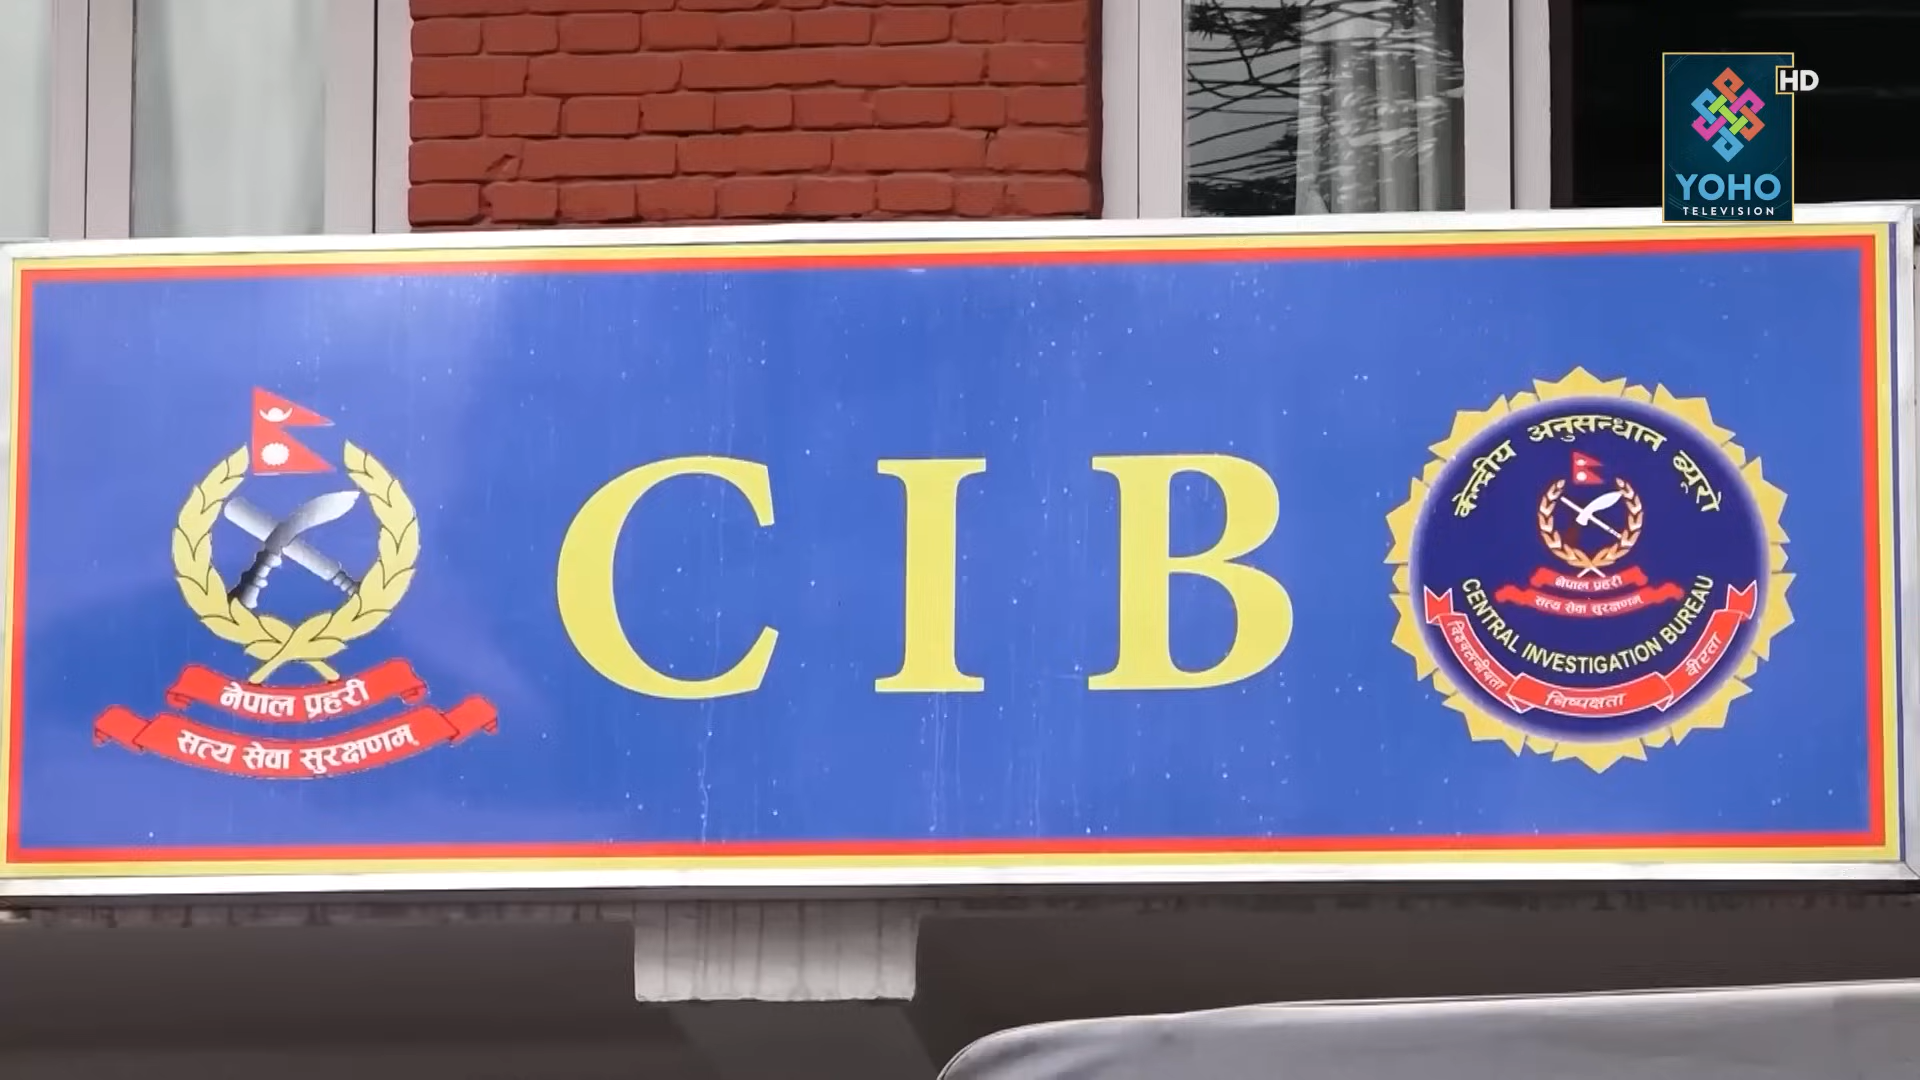 HD
YOHO
TELEVISION
नेपाल प्रहरी
सत्य सेवा सुरक्षणम्
CIB
केन्द्रीय अनुसन्धान ब्यूरो
नेपाल प्रहरी
सत्य सेवा सुरक्षणम्
CENTRAL INVESTIGATION BUREAU
विश्वसनीयता निष्पक्षता वीरता